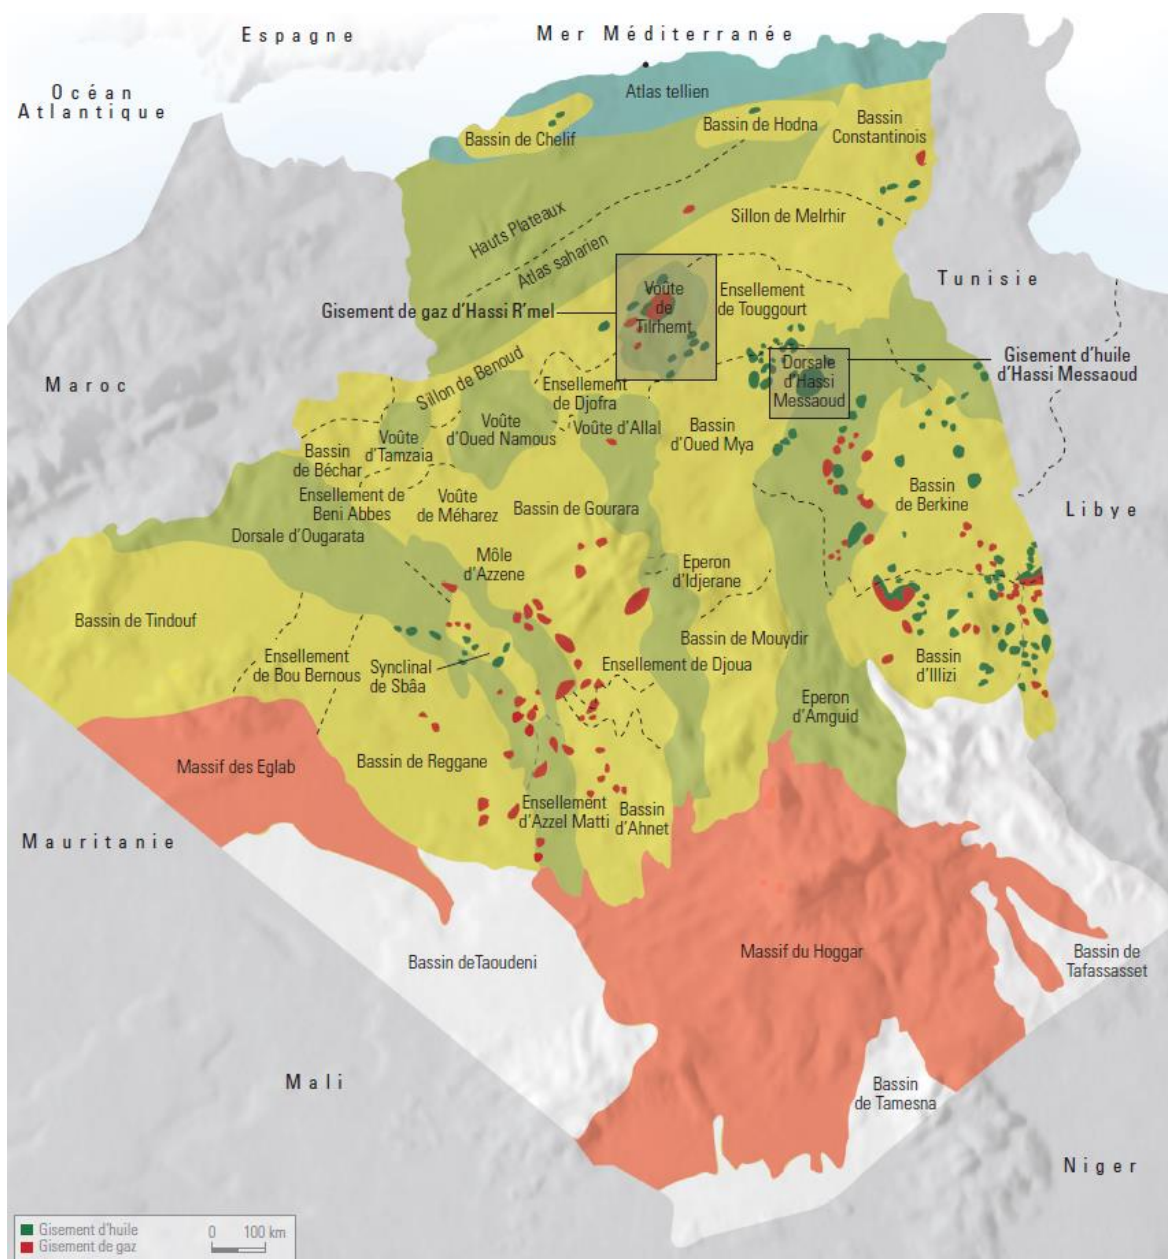 Espagne
Mer Méditerranée
Océan
Atlantique
Atlas tellien
Bassin de Chelif
Bassin de Hodna
Bassin
Constantinois
Hauts Plateaux
Atlas saharien
Sillon de Melrhir
Tunisie
Gisement de gaz d'Hassi R'mel
Voûte
de
Tilrhemt
Ensellement
de Touggourt
Gisement d'huile
d'Hassi Messaoud
Dorsale
d'Hassi
Messaoud
Maroc
Sillon de Benoud
Ensellement
de Djofra
Voûte
d'Oued Namous
Voûte d'Allal
Bassin
d'Oued Mya
Voûte
d'Tamzaia
Bassin
de Béchar
Ensellement de
Beni Abbes
Voûte
de Méharez
Bassin de Gourara
Bassin
de Berkine
Libye
Dorsale d'Ougarata
Môle
d'Azzene
Eperon
d'Idjerane
Bassin de Tindouf
Bassin de Mouydir
Ensellement
de Bou Bernous
Synclinal
de Sbâa
Ensellement de Djoua
Bassin
d'Illizi
Eperon
d'Amguid
Massif des Eglab
Bassin de Reggane
Ensellement
d'Azzel Matti
Bassin
d'Ahnet
Mauritanie
Bassin deTaoudeni
Massif du Hoggar
Bassin de
Tafassasset
Mali
Bassin
de Tamesna
Niger
Gisement d'huile
Gisement de gaz
0 100 km